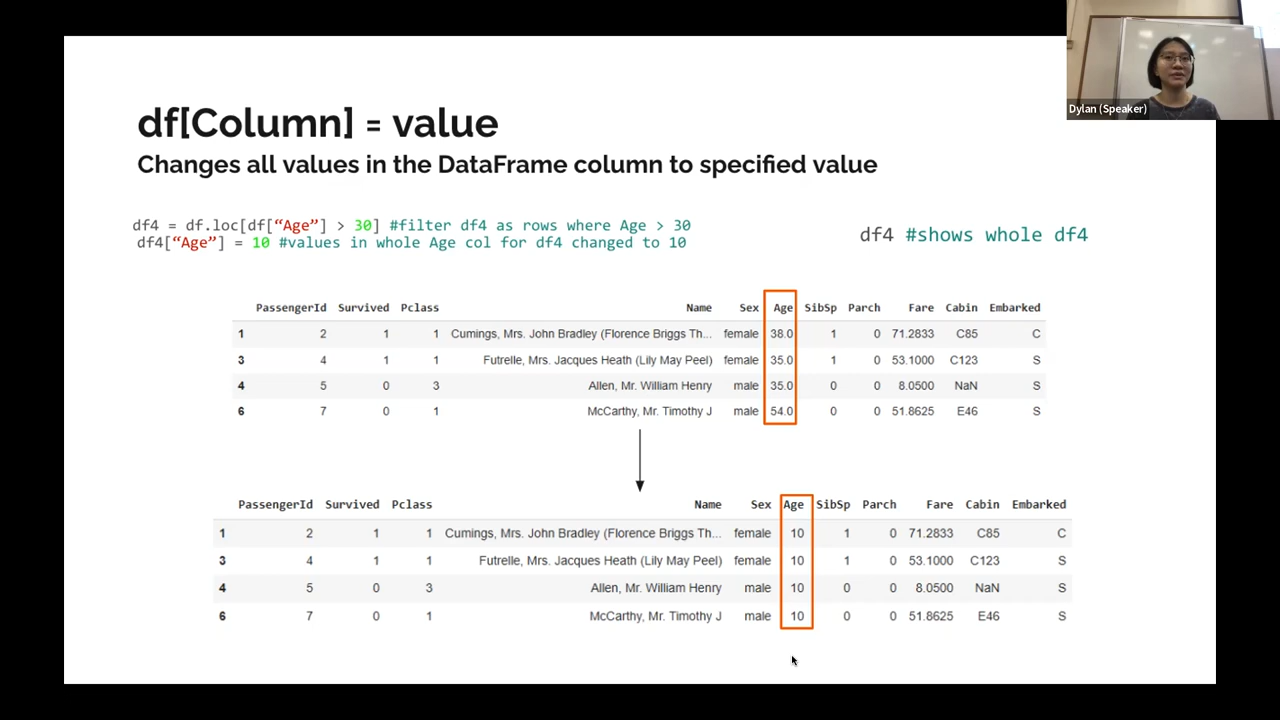 df[Column] = value
Changes all values in the DataFrame column to specified value
df4 = df.loc[df[“Age”] > 30] #filter df4 as rows where Age > 30
df4[“Age”] = 10 #values in whole Age col for df4 changed to 10
df4 #shows whole df4
PassengerId Survived Pclass Name Sex Age SibSp Parch Fare Cabin Embarked
1 2 1 1 Cumings, Mrs. John Bradley (Florence Briggs Th... female 38.0 1 0 71.2833 C85 C
3 4 1 1 Futrelle, Mrs. Jacques Heath (Lily May Peel) female 35.0 1 0 53.1000 C123 S
4 5 0 3 Allen, Mr. William Henry male 35.0 0 0 8.0500 NaN S
6 7 0 1 McCarthy, Mr. Timothy J male 54.0 0 0 51.8625 E46 S
PassengerId Survived Pclass Name Sex Age SibSp Parch Fare Cabin Embarked
1 2 1 1 Cumings, Mrs. John Bradley (Florence Briggs Th... female 10 1 0 71.2833 C85 C
3 4 1 1 Futrelle, Mrs. Jacques Heath (Lily May Peel) female 10 1 0 53.1000 C123 S
4 5 0 3 Allen, Mr. William Henry male 10 0 0 8.0500 NaN S
6 7 0 1 McCarthy, Mr. Timothy J male 10 0 0 51.8625 E46 S
Dylan (Speaker)